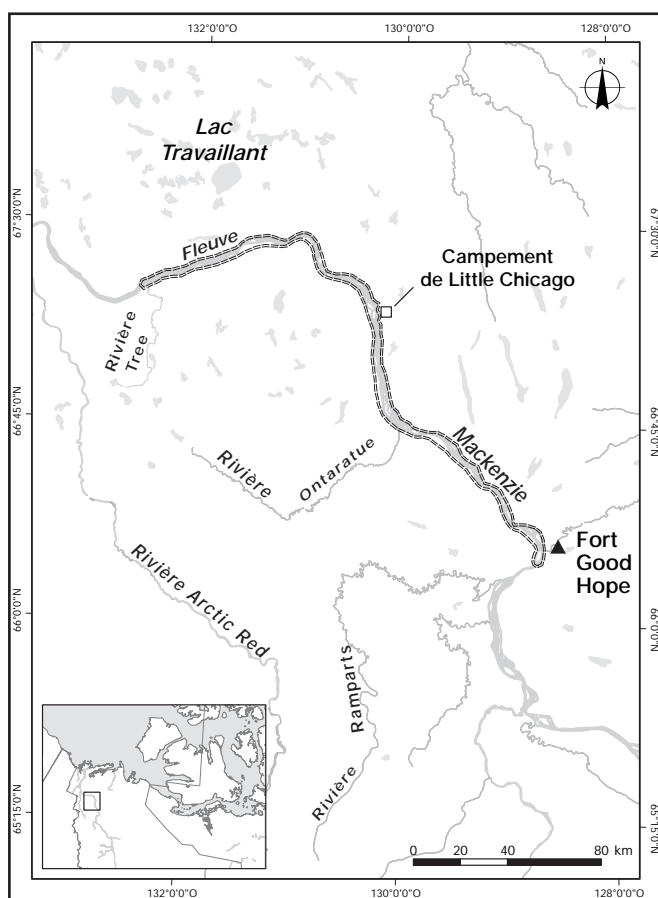 132°0'0"O
130°0'0"O
128°0'0"O
N
Lac
Travaillant
67°30'0"N
67°30'0"N
Fleuve
Campement
de Little Chicago
Rivière
Tree
66°45'0"N
66°45'0"N
Rivière
Ontaratue
Mackenzie
Fort
Good
Hope
Rivière Arctic Red
66°0'0"N
66°0'0"N
Rivière
Ramparts
65°15'0"N
65°15'0"N
0 20 40 80 km
132°0'0"O
130°0'0"O
128°0'0"O